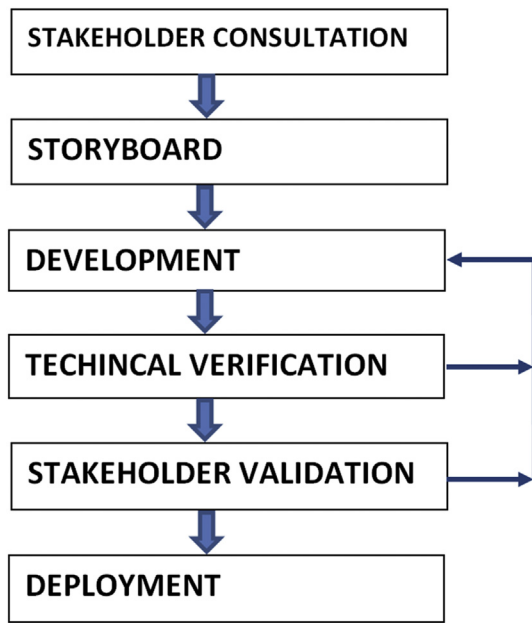 STAKEHOLDER CONSULTATION
STORYBOARD
DEVELOPMENT
TECHINCAL VERIFICATION
STAKEHOLDER VALIDATION
DEPLOYMENT